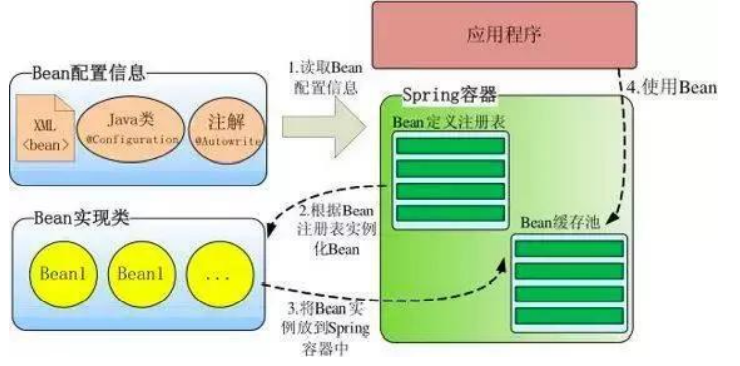 应用程序
Bean配置信息
1.读取Bean
配置信息
4.使用Bean
XML
<bean>
Java类
@Configuration
注解
@Autowrite
Spring容器
Bean定义注册表
Bean实现类
2.根据Bean
注册表实例
化Bean
Bean缓存池
Bean1
Bean1
...
3.将Bean实
例放到Spring
容器中